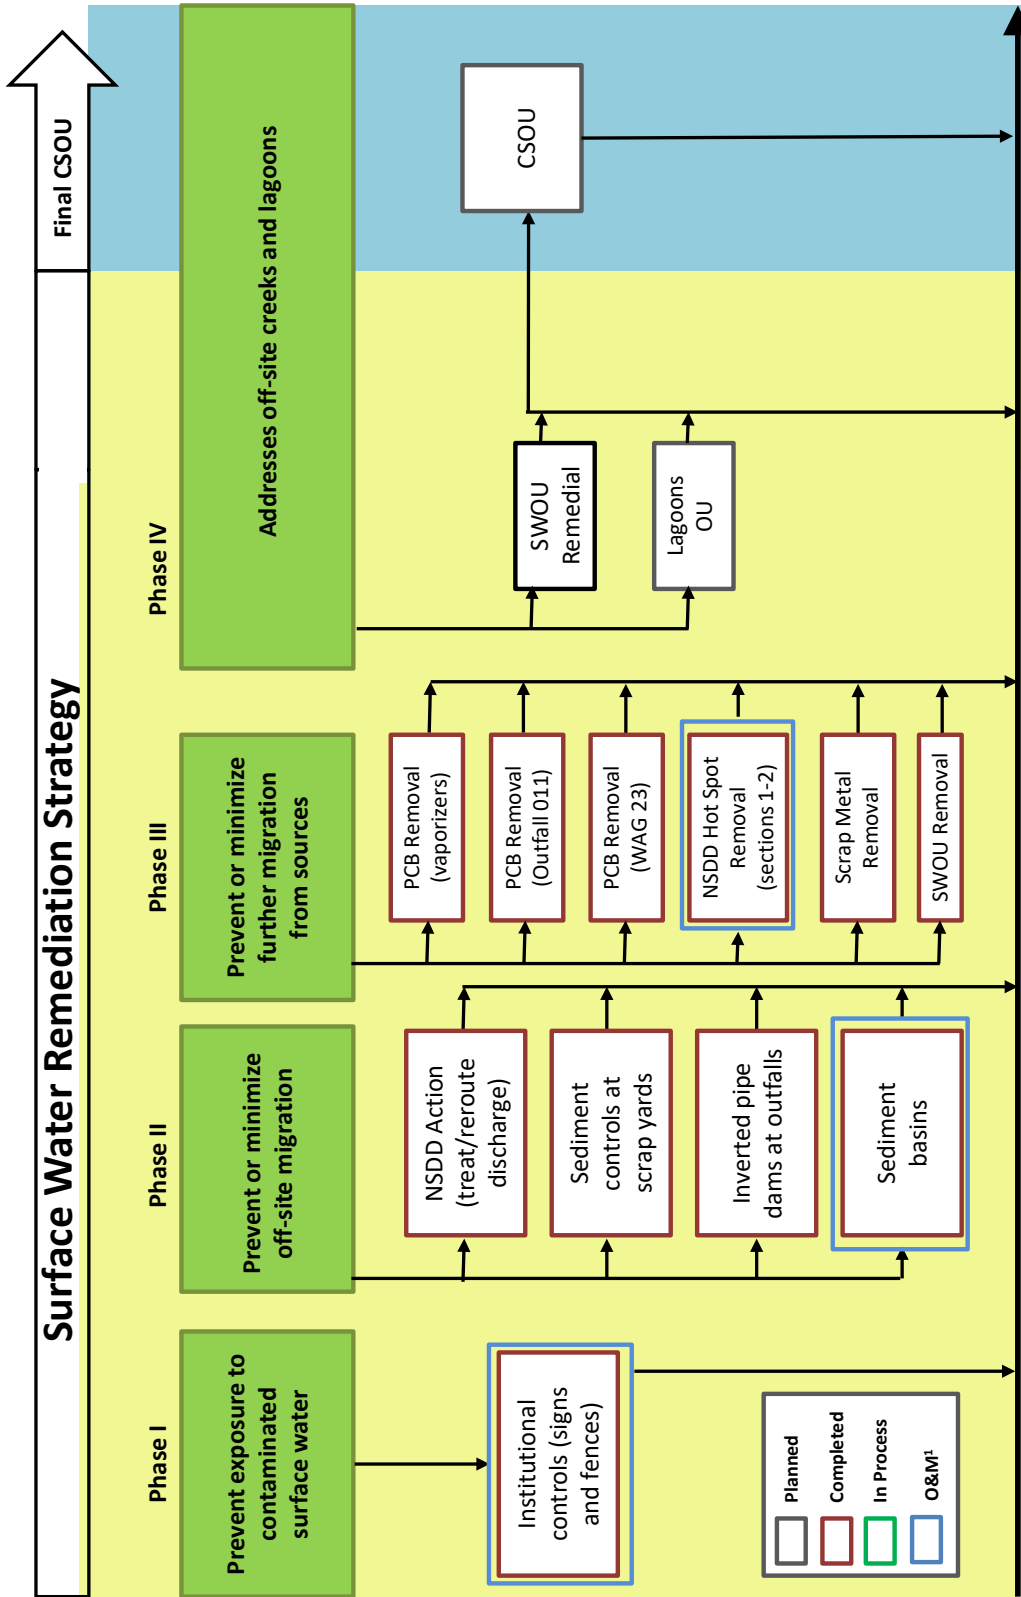 Surface Water Remediation Strategy
Final CSOU
Phase I
Phase II
Phase III
Phase IV
Prevent exposure to
contaminated
surface water
Prevent or minimize
off-site migration
Prevent or minimize
further migration
from sources
Addresses off-site creeks and lagoons
Institutional
controls (signs
and fences)
NSDD Action
(treat/reroute
discharge)
Sediment
controls at
scrap yards
Inverted pipe
dams at outfalls
Sediment
basins
PCB Removal
(vaporizers)
PCB Removal
(Outfall 011)
PCB Removal
(WAG 23)
NSDD Hot Spot
Removal
(sections 1-2)
Scrap Metal
Removal
SWOU Removal
SWOU
Remedial
Lagoons
OU
CSOU
Planned
Completed
In Process
O&M¹